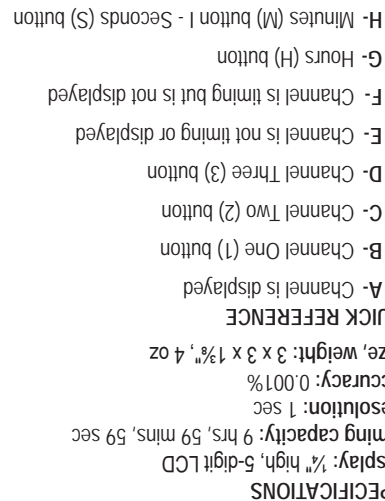 PECIFICATIONS
splay: ¼" high, 5-digit LCD
ming capacity: 9 hrs, 59 mins, 59 sec
esolution: 1 sec
ccuracy: 0.001%
ze, weight: 3 x 3 x 1⅜", 4 oz
UICK REFERENCE
A- Channel is displayed
B- Channel One (1) button
C- Channel Two (2) button
D- Channel Three (3) button
E- Channel is not timing or displayed
F- Channel is timing but is not displayed
G- Hours (H) button
H- Minutes (M) button I - Seconds (S) button